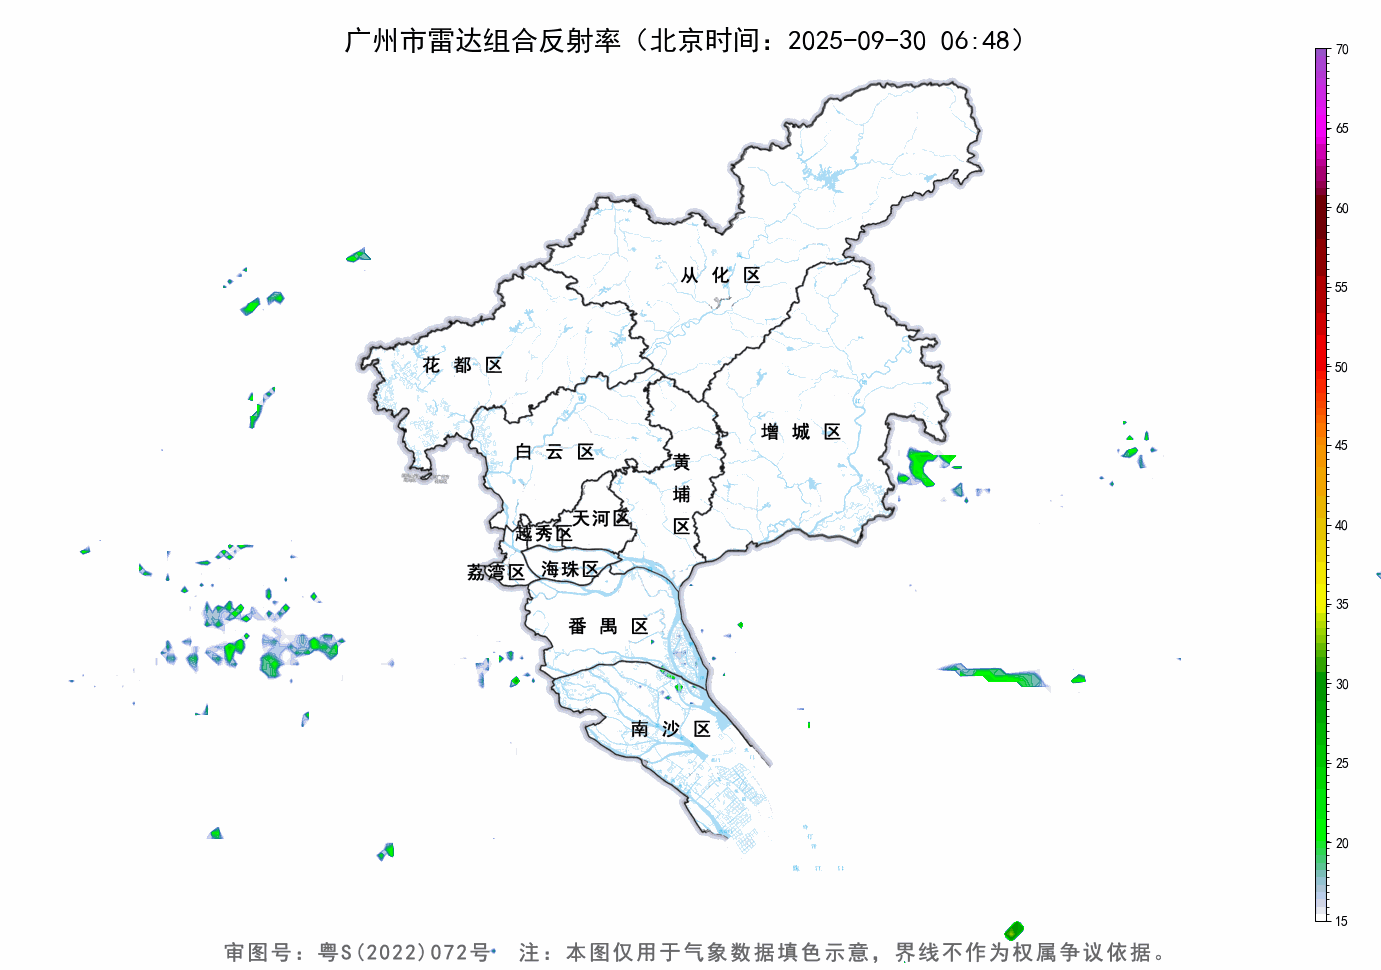 广州市雷达组合反射率（北京时间：2025-09-30 06:48）
70
65
60
55
50
45
40
35
30
25
20
15
从化区
花都区
增城区
白云区
黄埔区
天河区
越秀区
海珠区
荔湾区
番禺区
南沙区
审图号：粤S(2022)072号 注：本图仅用于气象数据填色示意，界线不作为权属争议依据。